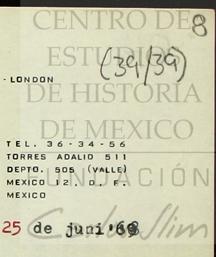 8
CENTRO DE
ESTUDIOS
(39/39)
- LONDON
DE HISTORIA
DE MEXICO
TEL. 36-34-56
TORRES ADALID 511
DEPTO. 505 (VALLE)
MEXICO 12, D. F.
MEXICO
FUNDACIÓN
25 de juni'68
Carlos Slim